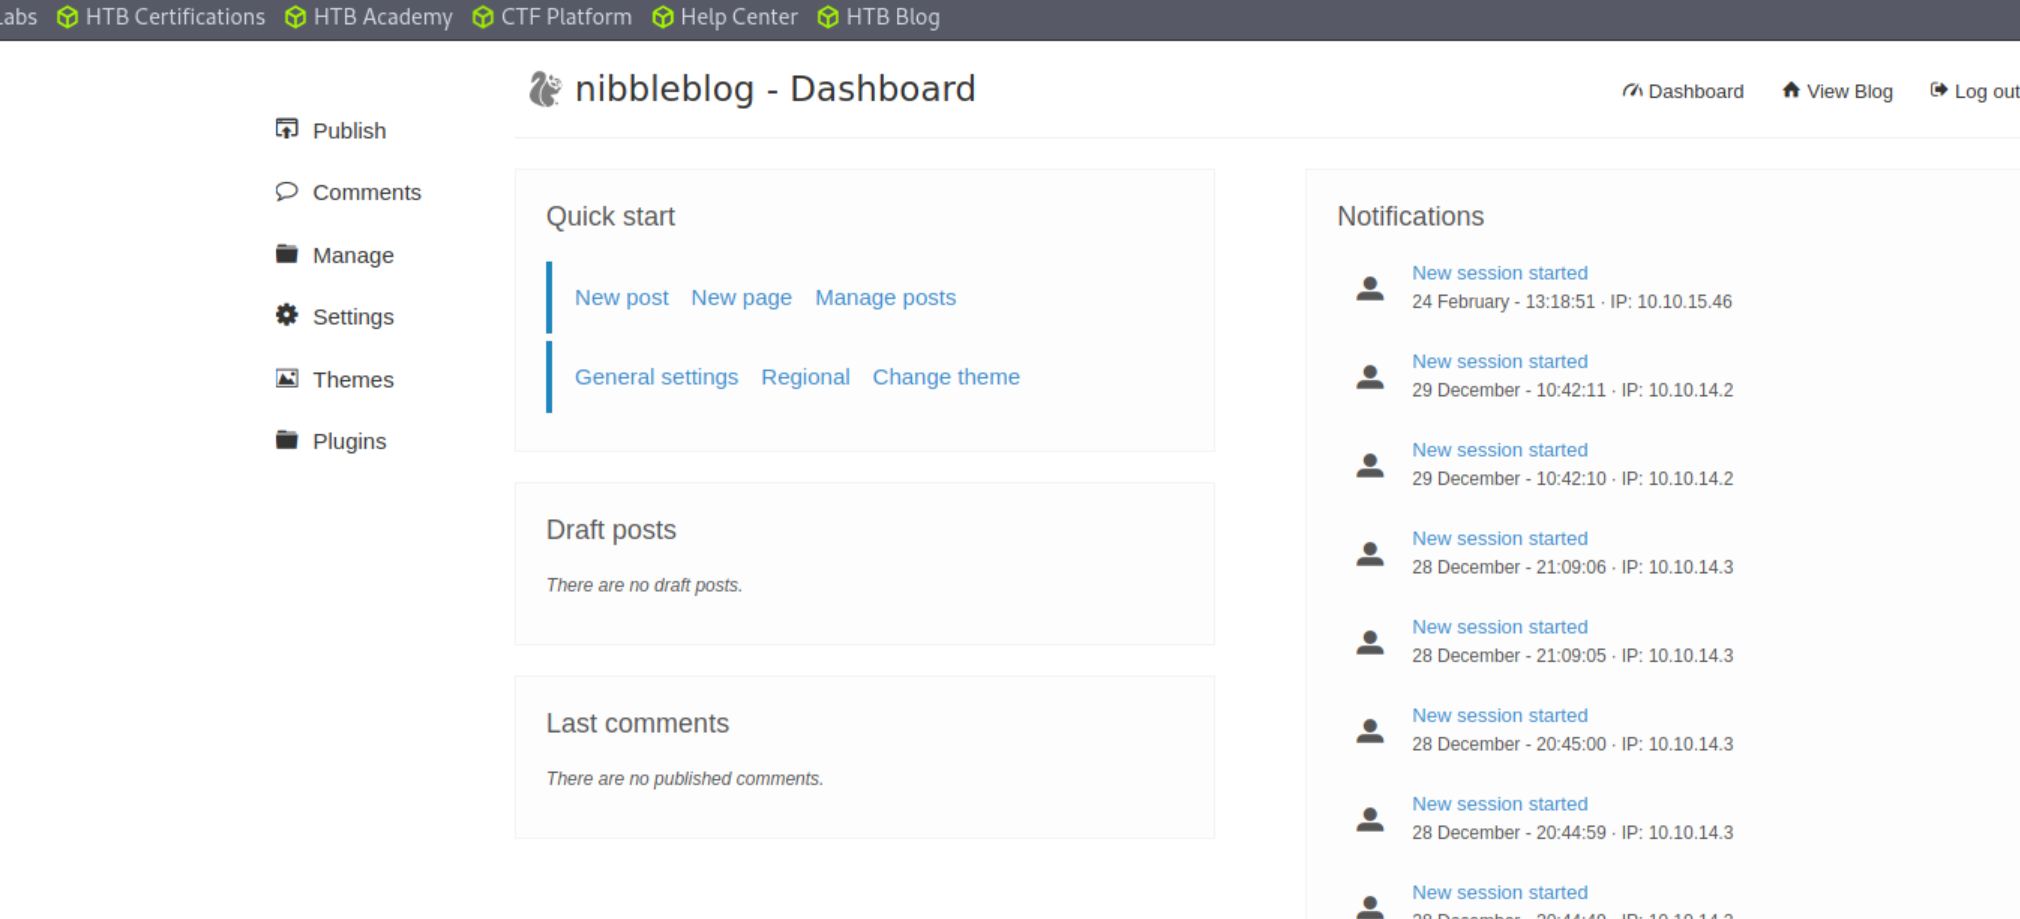 Labs HTB Certifications HTB Academy CTF Platform Help Center HTB Blog
nibbleblog - Dashboard
Dashboard View Blog Log out
Publish
Comments
Manage
Settings
Themes
Plugins
Quick start
New post New page Manage posts
General settings Regional Change theme
Draft posts
There are no draft posts.
Last comments
There are no published comments.
Notifications
New session started
24 February - 13:18:51 · IP: 10.10.15.46
New session started
29 December - 10:42:11 · IP: 10.10.14.2
New session started
29 December - 10:42:10 · IP: 10.10.14.2
New session started
28 December - 21:09:06 · IP: 10.10.14.3
New session started
28 December - 21:09:05 · IP: 10.10.14.3
New session started
28 December - 20:45:00 · IP: 10.10.14.3
New session started
28 December - 20:44:59 · IP: 10.10.14.3
New session started